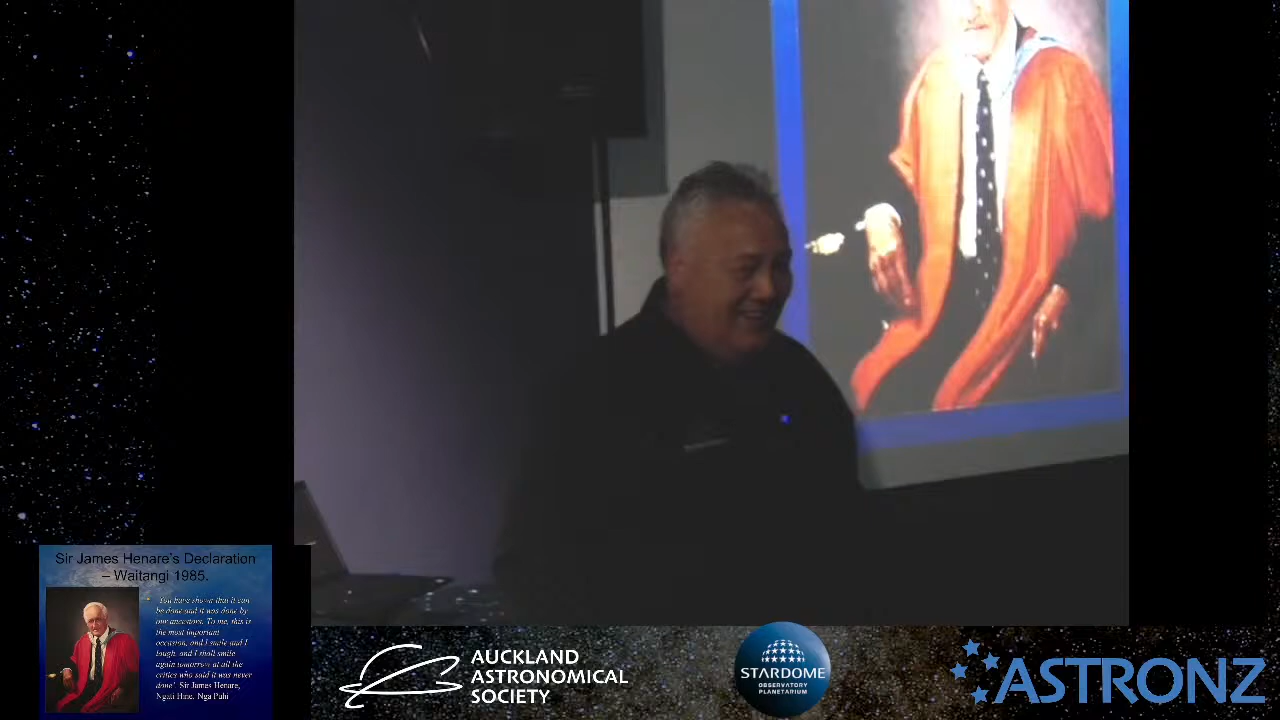 Sir James Henare's Declaration
– Waitangi 1985.
• You have shown that it can
be done and it was done by
our ancestors. To me, this is
the most important
occasion, and I smile and I
laugh, and I shall smile
again tomorrow at all the
critics who said it was never
done'. Sir James Henare,
Ngati Hine, Nga Puhi
AUCKLAND
ASTRONOMICAL
SOCIETY
STARDOME
OBSERVATORY
PLANETARIUM
ASTRONZ